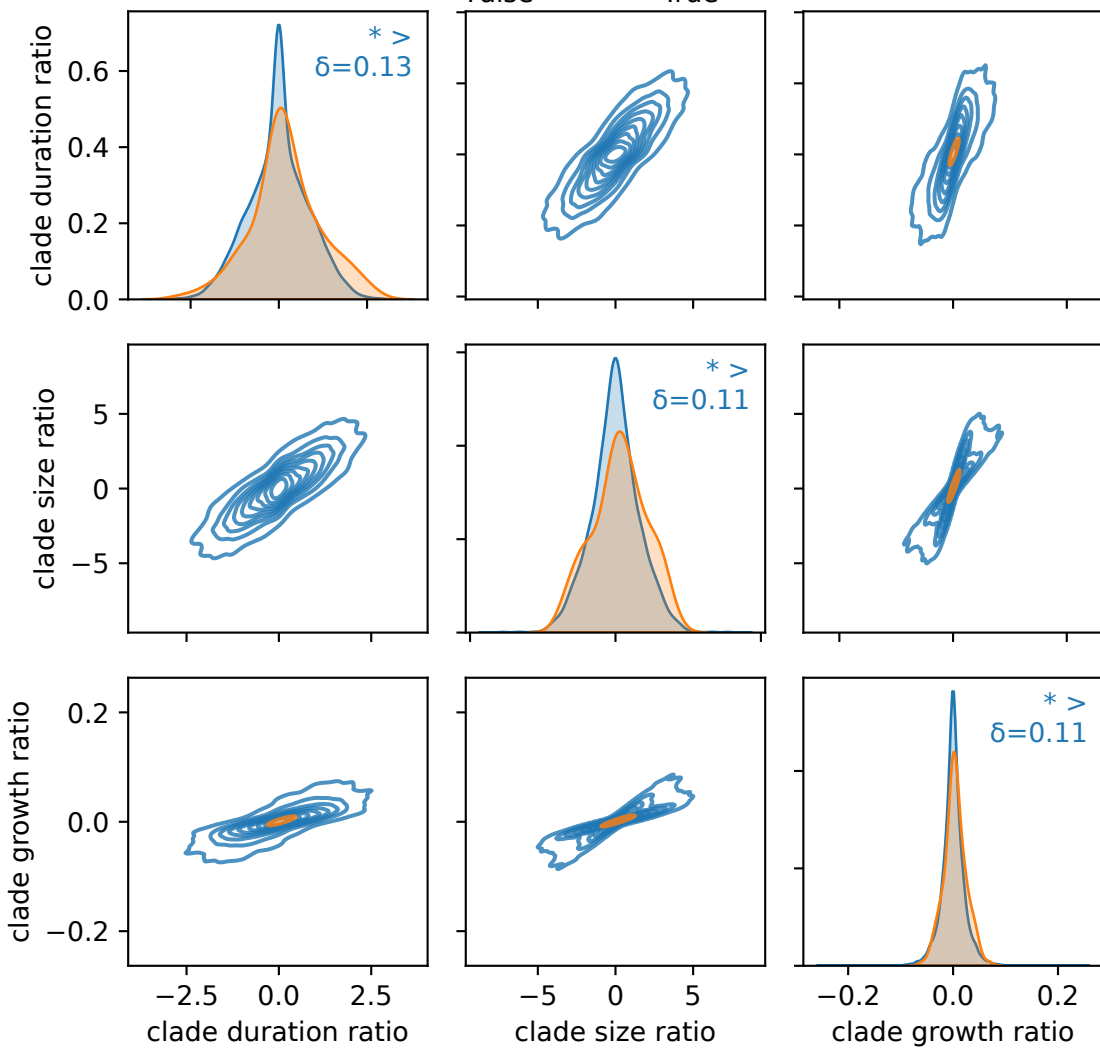 clade duration ratio
0.6
0.4
0.2
0.0
* >
δ=0.13
clade size ratio
5
0
−5
* >
δ=0.11
clade growth ratio
0.2
0.0
−0.2
* >
δ=0.11
−2.5 0.0 2.5
−5 0 5
−0.2 0.0 0.2
clade duration ratio
clade size ratio
clade growth ratio